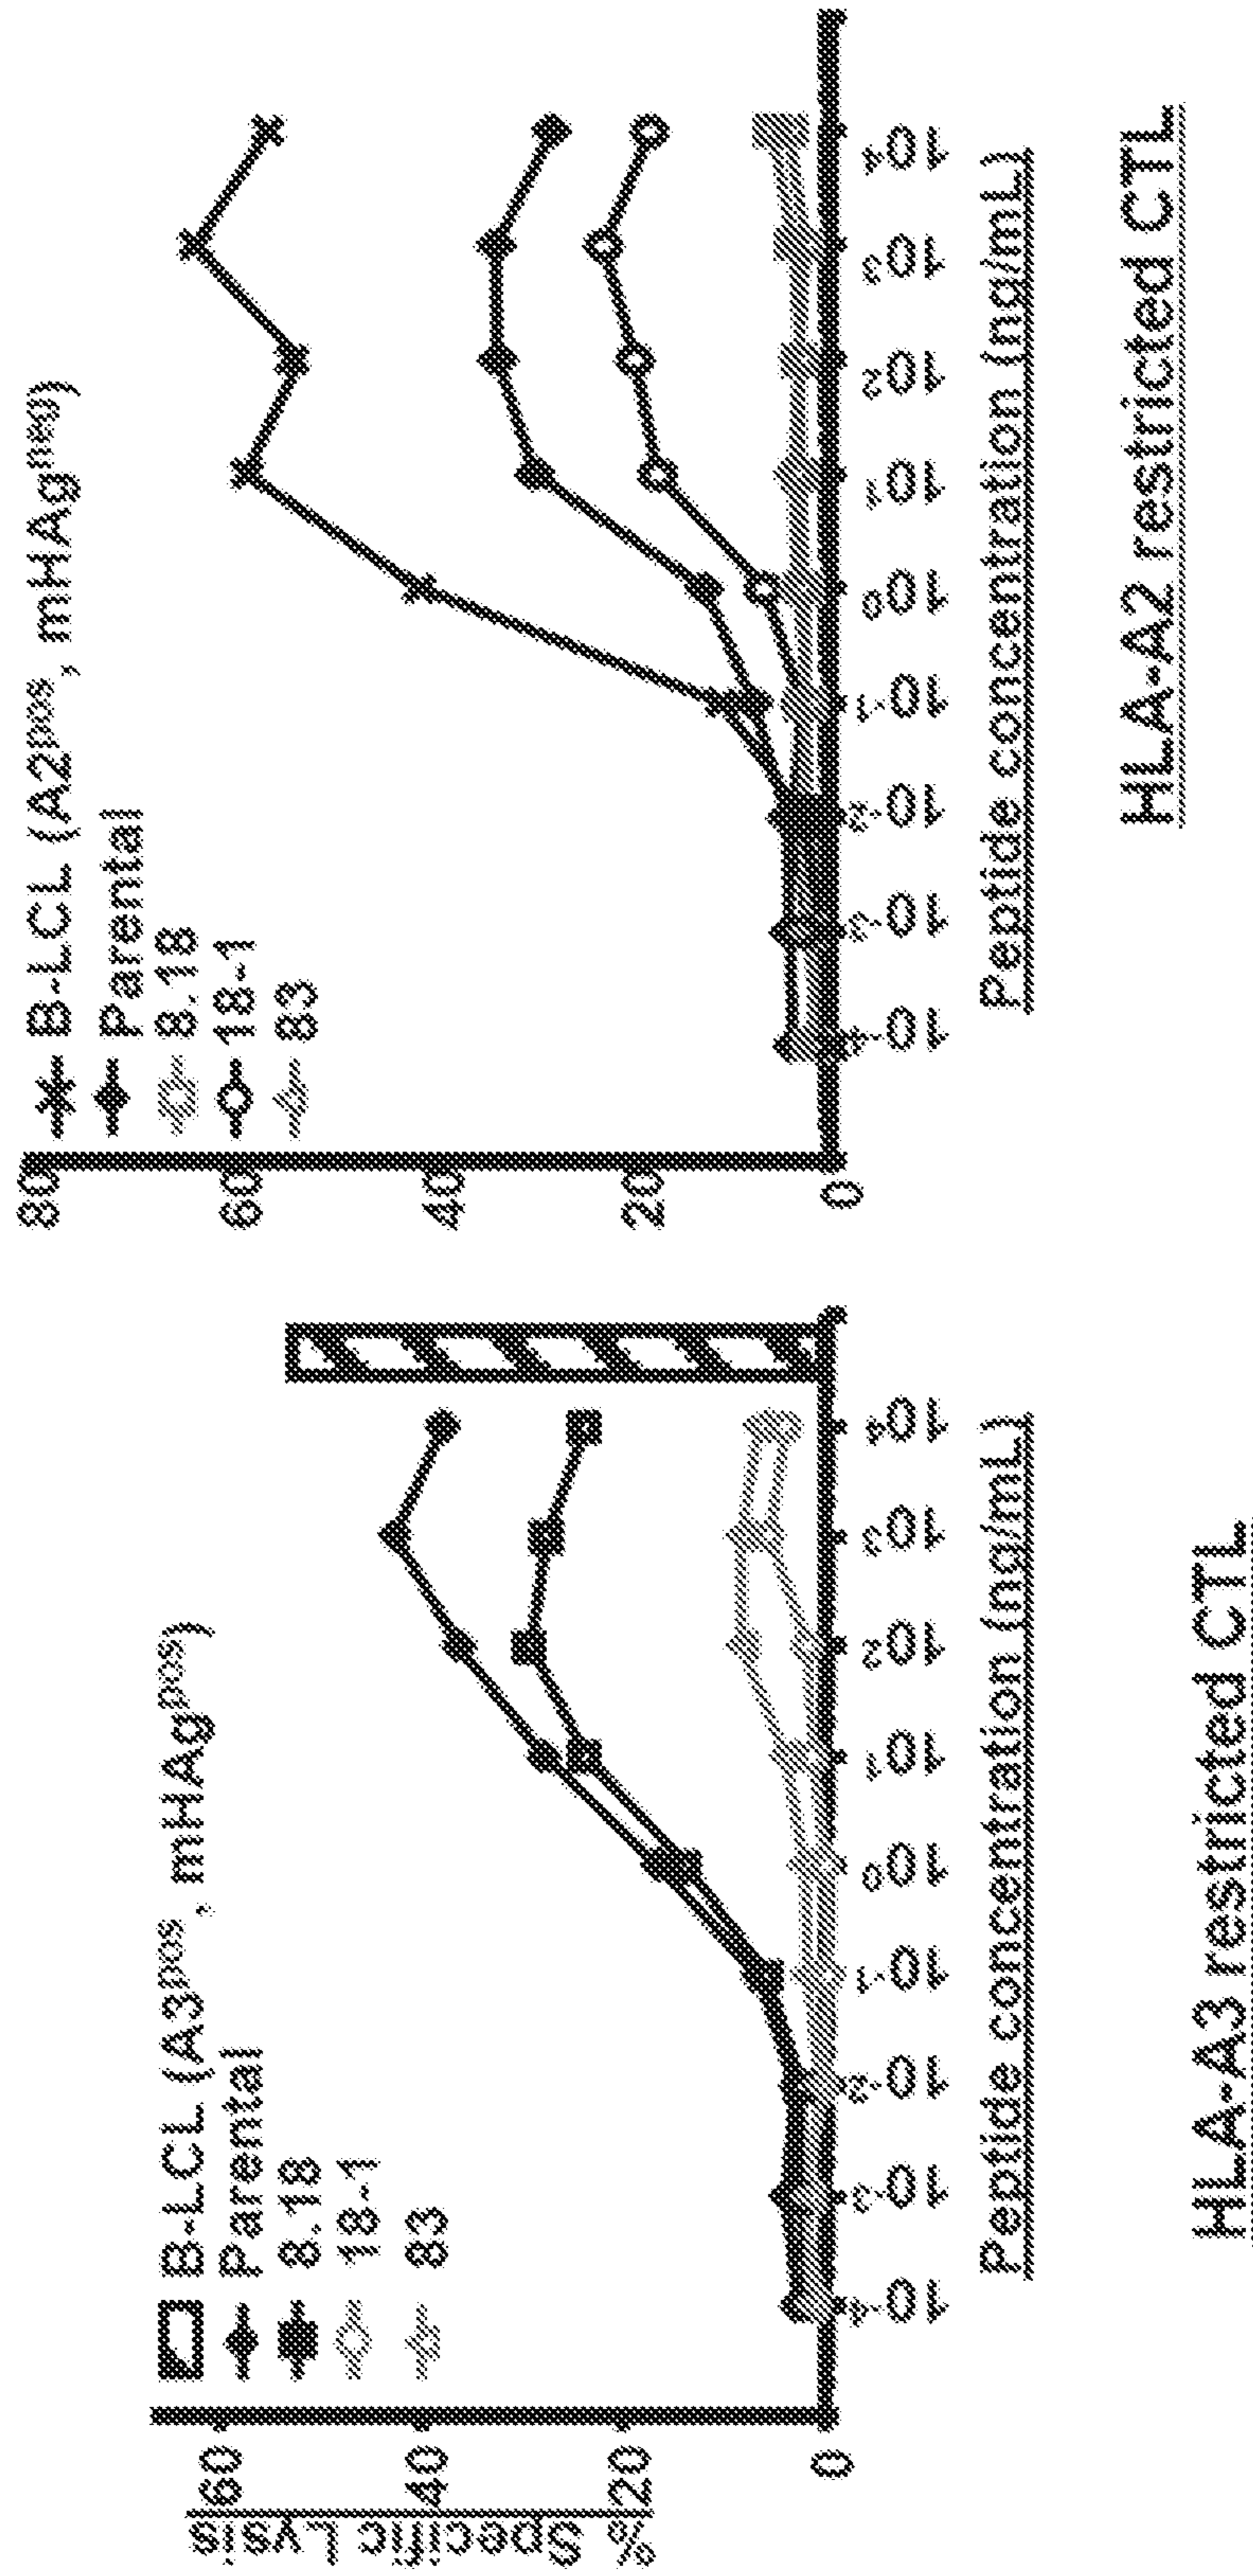 B-LCL (A3pos, mHAgpos)
Parental
8.18
18-1
83
% Specific Lysis
60
40
20
0
10-4 10-3 10-2 10-1 100 101 102 103 104
Peptide concentration (ng/mL)
HLA-A3 restricted CTL
B-LCL (A2pos, mHAgneg)
Parental
8.18
18-1
83
80
60
40
20
0
10-4 10-3 10-2 10-1 100 101 102 103 104
Peptide concentration (ng/mL)
HLA-A2 restricted CTL